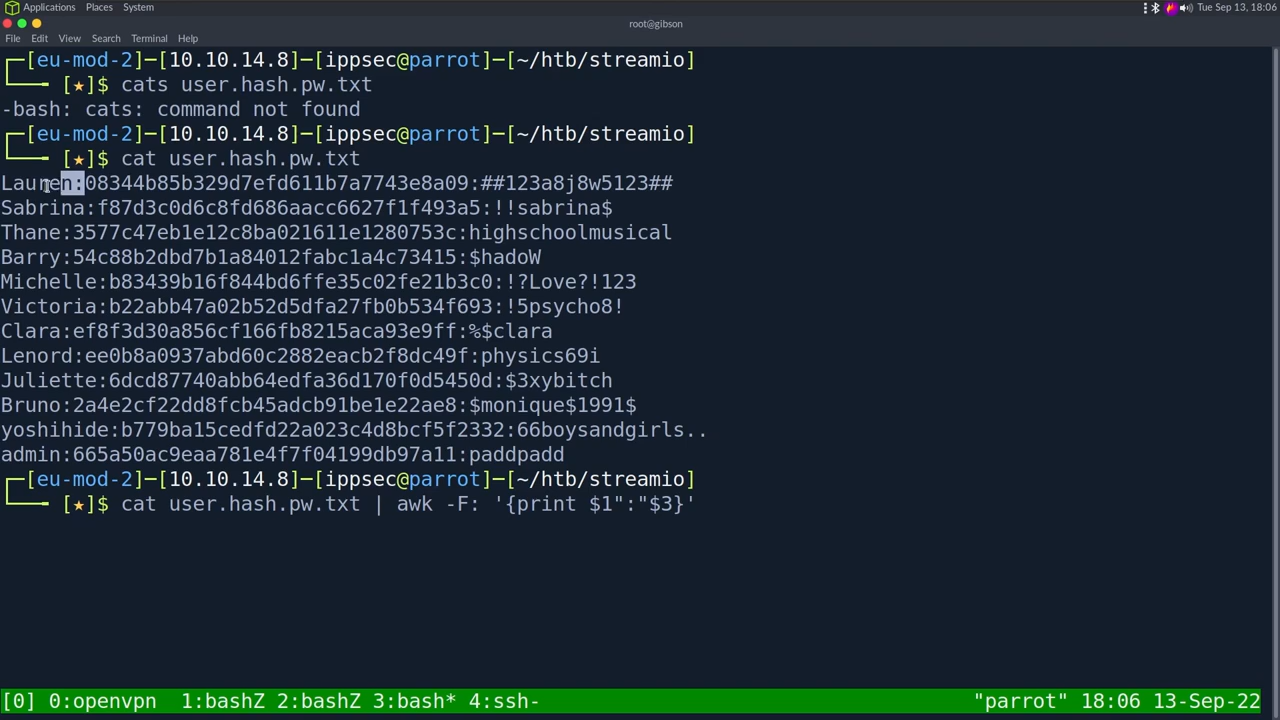 Applications Places System Tue Sep 13, 18:06
root@gibson
File Edit View Search Terminal Help
┌─[eu-mod-2]─[10.10.14.8]─[ippsec@parrot]─[~/htb/streamio]
└──╼ [★]$ cats user.hash.pw.txt
-bash: cats: command not found
┌─[eu-mod-2]─[10.10.14.8]─[ippsec@parrot]─[~/htb/streamio]
└──╼ [★]$ cat user.hash.pw.txt
Lauren:08344b85b329d7efd611b7a7743e8a09:##123a8j8w5123##
Sabrina:f87d3c0d6c8fd686aacc6627f1f493a5:!!sabrina$
Thane:3577c47eb1e12c8ba021611e1280753c:highschoolmusical
Barry:54c88b2dbd7b1a84012fabc1a4c73415:$hadoW
Michelle:b83439b16f844bd6ffe35c02fe21b3c0:!?Love?!123
Victoria:b22abb47a02b52d5dfa27fb0b534f693:!5psycho8!
Clara:ef8f3d30a856cf166fb8215aca93e9ff:%$clara
Lenord:ee0b8a0937abd60c2882eacb2f8dc49f:physics69i
Juliette:6dcd87740abb64edfa36d170f0d5450d:$3xybitch
Bruno:2a4e2cf22dd8fcb45adcb91be1e22ae8:$monique$1991$
yoshihide:b779ba15cedfd22a023c4d8bcf5f2332:66boysandgirls..
admin:665a50ac9eaa781e4f7f04199db97a11:paddpadd
┌─[eu-mod-2]─[10.10.14.8]─[ippsec@parrot]─[~/htb/streamio]
└──╼ [★]$ cat user.hash.pw.txt | awk -F: '{print $1":"$3}'
[0] 0:openvpn 1:bashZ 2:bashZ 3:bash* 4:ssh- "parrot" 18:06 13-Sep-22